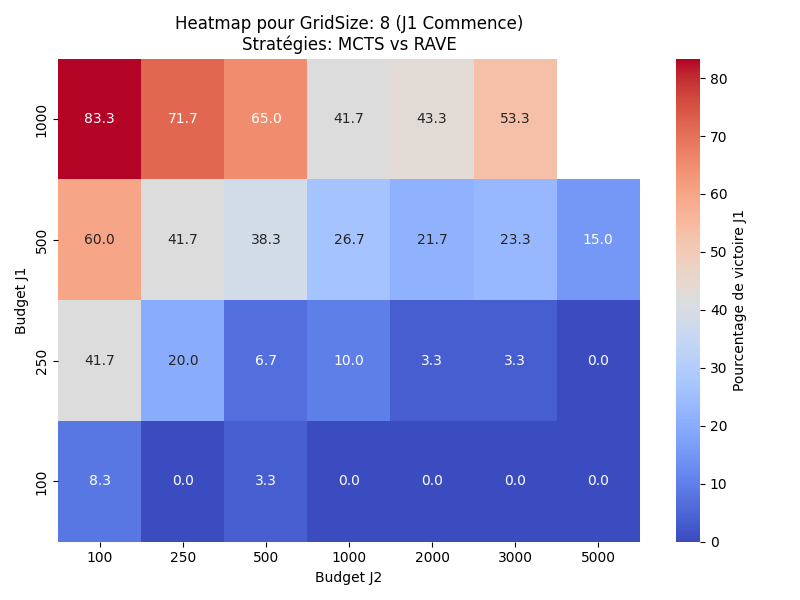 Heatmap pour GridSize: 8 (J1 Commence)
Stratégies: MCTS vs RAVE
Budget J1
1000 83.3 71.7 65.0 41.7 43.3 53.3
500 60.0 41.7 38.3 26.7 21.7 23.3 15.0
250 41.7 20.0 6.7 10.0 3.3 3.3 0.0
100 8.3 0.0 3.3 0.0 0.0 0.0 0.0
100 250 500 1000 2000 3000 5000
Budget J2
80
70
60
50
40
30
20
10
0
Pourcentage de victoire J1